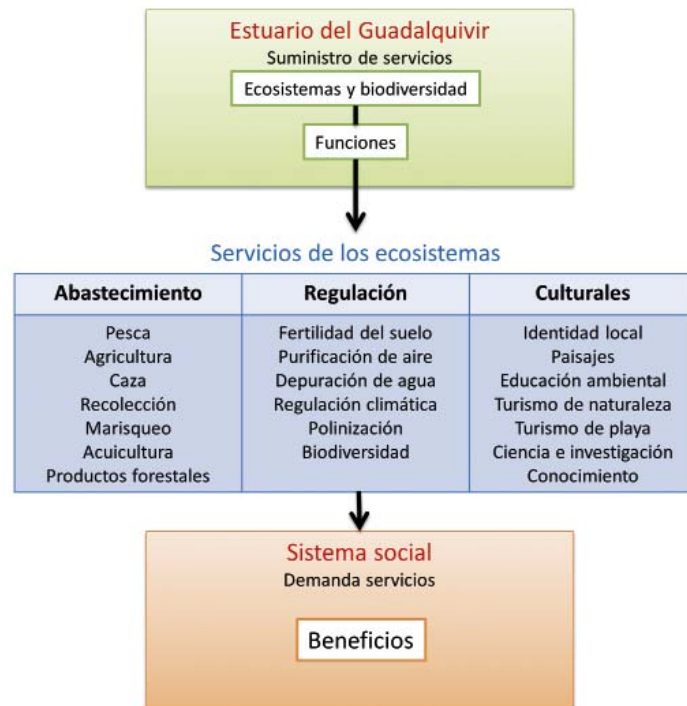 Estuario del Guadalquivir
Suministro de servicios
Ecosistemas y biodiversidad
Funciones
Servicios de los ecosistemas
Abastecimiento
Pesca
Agricultura
Caza
Recolección
Marisqueo
Acuicultura
Productos forestales
Regulación
Fertilidad del suelo
Purificación de aire
Depuración de agua
Regulación climática
Polinización
Biodiversidad
Culturales
Identidad local
Paisajes
Educación ambiental
Turismo de naturaleza
Turismo de playa
Ciencia e investigación
Conocimiento
Sistema social
Demanda servicios
Beneficios